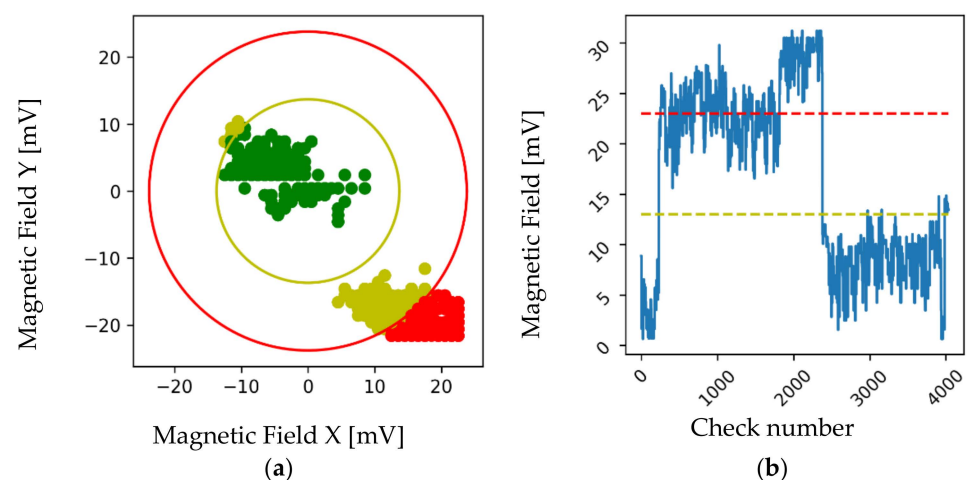 Magnetic Field Y [mV]
20
10
0
−10
−20
−20 −10 0 10 20
Magnetic Field X [mV]
(a)
Magnetic Field [mV]
30
25
20
15
10
5
0
0 1000 2000 3000 4000
Check number
(b)